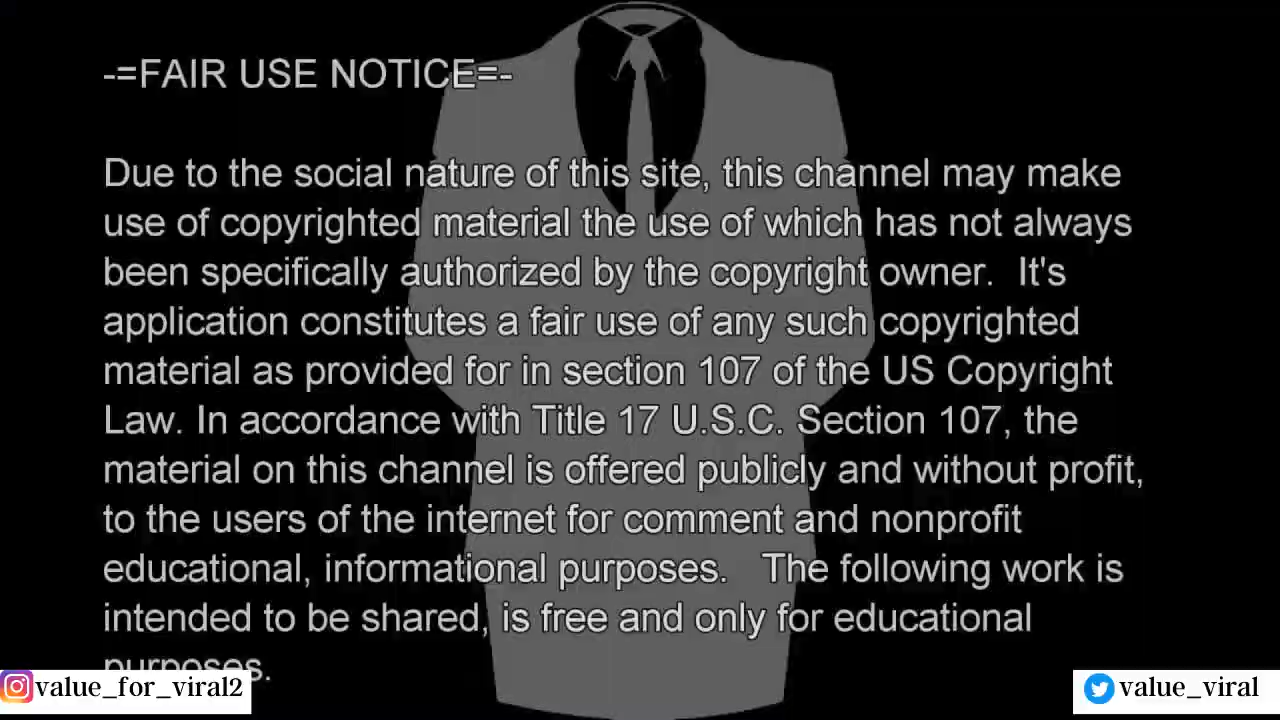 -=FAIR USE NOTICE=-
Due to the social nature of this site, this channel may make
use of copyrighted material the use of which has not always
been specifically authorized by the copyright owner.  It's
application constitutes a fair use of any such copyrighted
material as provided for in section 107 of the US Copyright
Law. In accordance with Title 17 U.S.C. Section 107, the
material on this channel is offered publicly and without profit,
to the users of the internet for comment and nonprofit
educational, informational purposes.   The following work is
intended to be shared, is free and only for educational
purposes.
value_for_viral2
value_viral